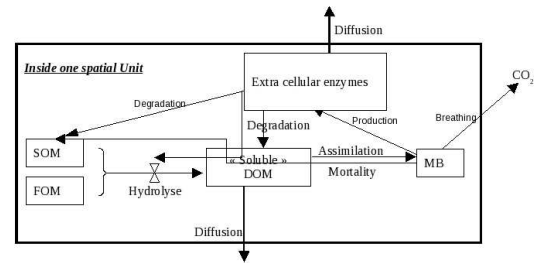 Diffusion
Inside one spatial Unit
Extra cellular enzymes
CO2
Degradation
Production
Breathing
Degradation
SOM
« Soluble »
DOM
Assimilation
MB
Mortality
FOM
Hydrolyse
Diffusion